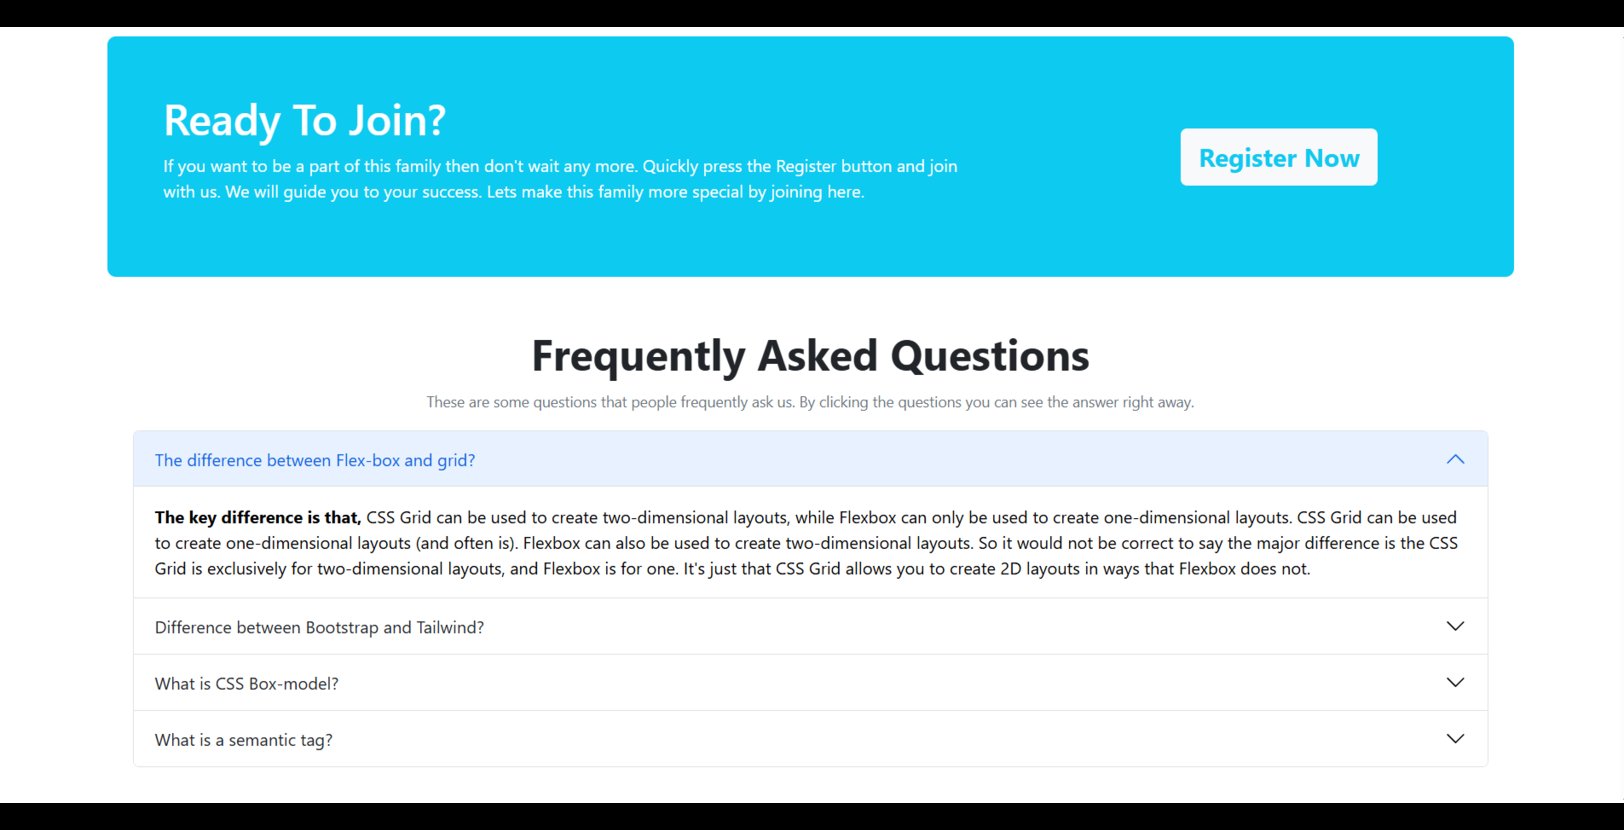 Ready To Join?
If you want to be a part of this family then don't wait any more. Quickly press the Register button and join
with us. We will guide you to your success. Lets make this family more special by joining here.
Register Now
Frequently Asked Questions
These are some questions that people frequently ask us. By clicking the questions you can see the answer right away.
The difference between Flex-box and grid?
The key difference is that, CSS Grid can be used to create two-dimensional layouts, while Flexbox can only be used to create one-dimensional layouts. CSS Grid can be used
to create one-dimensional layouts (and often is). Flexbox can also be used to create two-dimensional layouts. So it would not be correct to say the major difference is the CSS
Grid is exclusively for two-dimensional layouts, and Flexbox is for one. It's just that CSS Grid allows you to create 2D layouts in ways that Flexbox does not.
Difference between Bootstrap and Tailwind?
What is CSS Box-model?
What is a semantic tag?